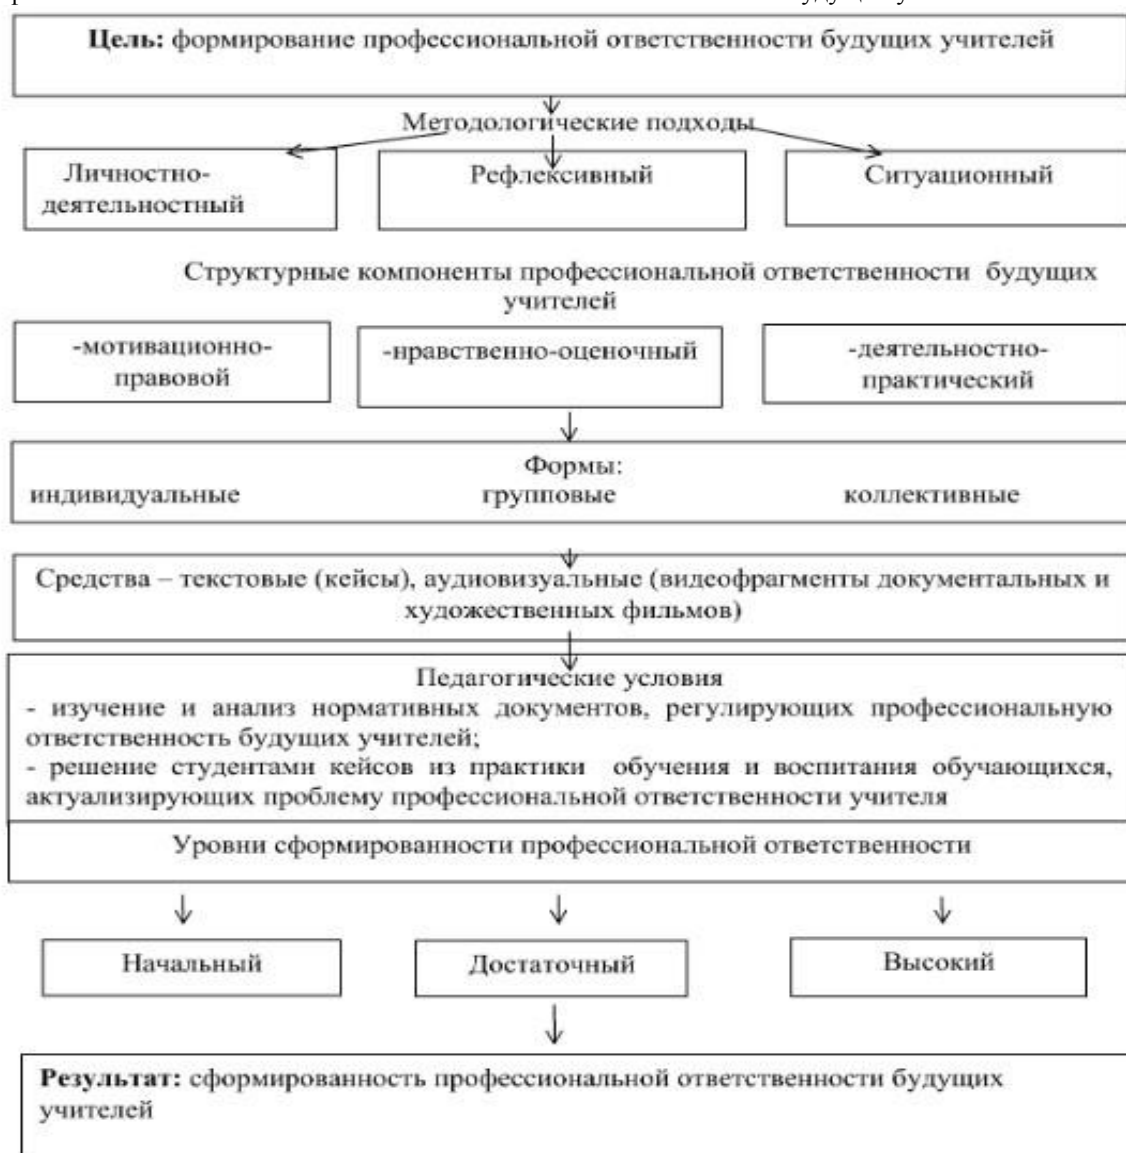 Цель: формирование профессиональной ответственности будущих учителей
Методологические подходы
Личностно-
деятельностный
Рефлексивный
Ситуационный
Структурные компоненты профессиональной ответственности будущих
учителей
-мотивационно-
правовой
-нравственно-оценочный
-деятельностно-
практический
Формы:
индивидуальные групповые коллективные
Средства – текстовые (кейсы), аудиовизуальные (видеофрагменты документальных и
художественных фильмов)
Педагогические условия
- изучение и анализ нормативных документов, регулирующих профессиональную
ответственность будущих учителей;
- решение студентами кейсов из практики обучения и воспитания обучающихся,
актуализирующих проблему профессиональной ответственности учителя
Уровни сформированности профессиональной ответственности
Начальный
Достаточный
Высокий
Результат: сформированность профессиональной ответственности будущих
учителей